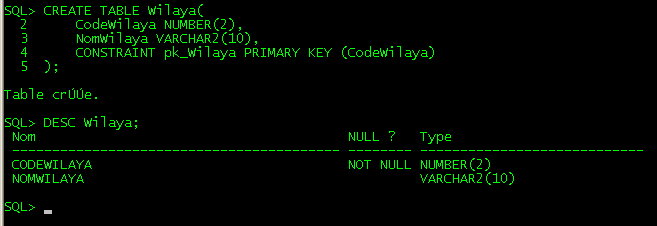 SQL> CREATE TABLE Wilaya(
  2      CodeWilaya NUMBER(2),
  3      NomWilaya VARCHAR2(10),
  4      CONSTRAINT pk_Wilaya PRIMARY KEY (CodeWilaya)
  5  );
Table crÚÚe.
SQL> DESC Wilaya;
 Nom                                       NULL ?   Type
 ----------------------------------------- -------- ----------------------------
 CODEWILAYA                                NOT NULL NUMBER(2)
 NOMWILAYA                                          VARCHAR2(10)
SQL> _